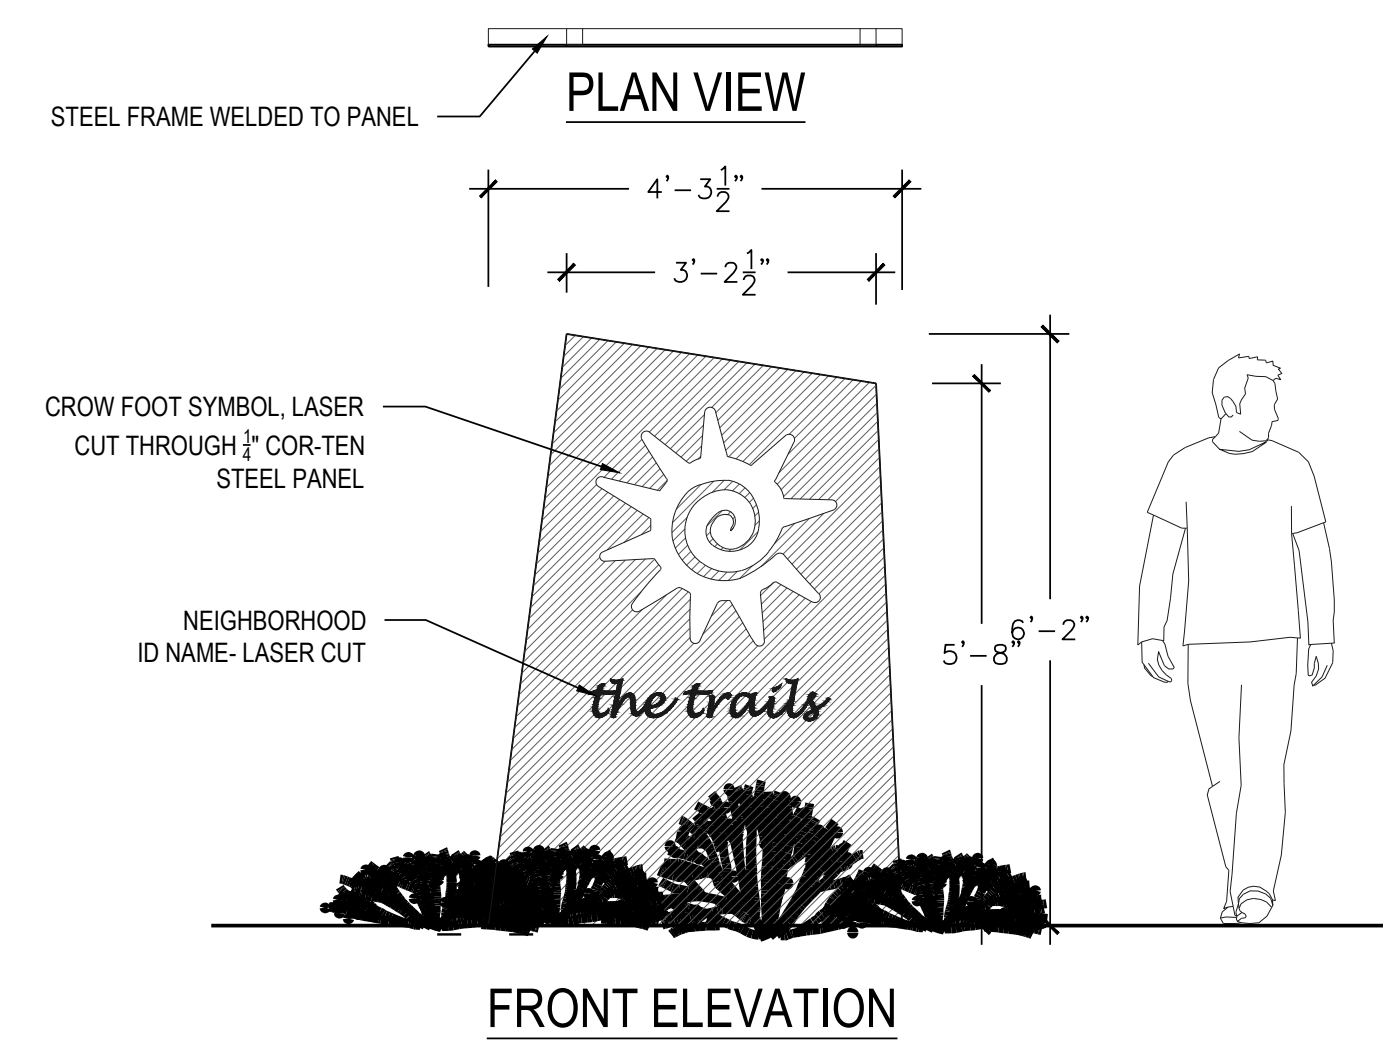 PLAN VIEW
STEEL FRAME WELDED TO PANEL
4'-3½"
3'-2½"
CROW FOOT SYMBOL, LASER
CUT THROUGH ¼" COR-TEN
STEEL PANEL
NEIGHBORHOOD
ID NAME- LASER CUT
6'-2"
5'-8"
the trails
FRONT ELEVATION